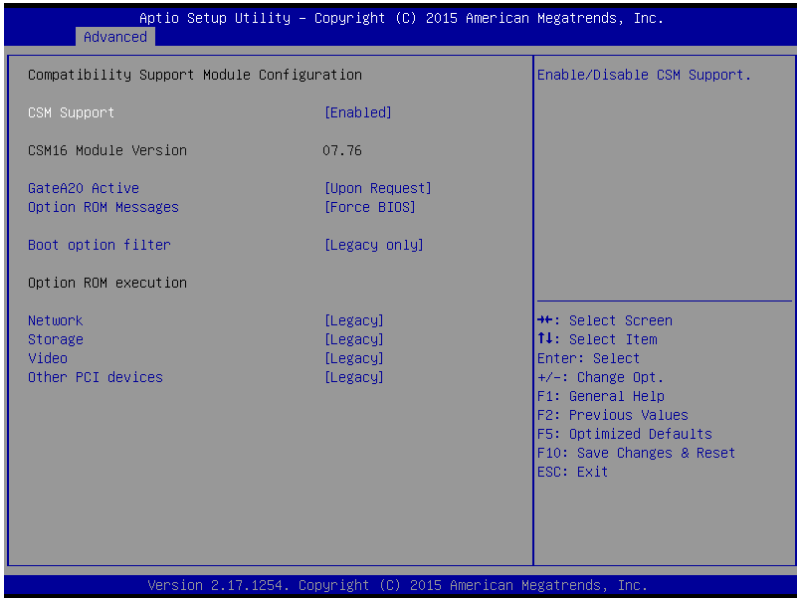 Aptio Setup Utility – Copyright (C) 2015 American Megatrends, Inc.
Advanced
Compatibility Support Module Configuration
CSM Support [Enabled]
CSM16 Module Version 07.76
GateA20 Active [Upon Request]
Option ROM Messages [Force BIOS]
Boot option filter [Legacy only]
Option ROM execution
Network [Legacy]
Storage [Legacy]
Video [Legacy]
Other PCI devices [Legacy]
Enable/Disable CSM Support.
→←: Select Screen
↑↓: Select Item
Enter: Select
+/-: Change Opt.
F1: General Help
F2: Previous Values
F5: Optimized Defaults
F10: Save Changes & Reset
ESC: Exit
Version 2.17.1254. Copyright (C) 2015 American Megatrends, Inc.